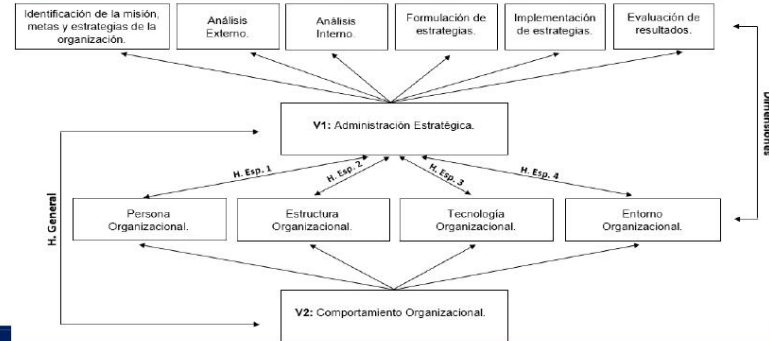 Identificación de la misión,
metas y estrategias de la
organización.
Análisis
Externo.
Análisis
Interno.
Formulación de
estrategias.
Implementación
de estrategias.
Evaluación de
resultados.
Dimensiones
V1: Administración Estratégica.
H. General
H. Esp. 1
H. Esp. 2
H. Esp. 3
H. Esp. 4
Persona
Organizacional.
Estructura
Organizacional.
Tecnología
Organizacional.
Entorno
Organizacional.
V2: Comportamiento Organizacional.